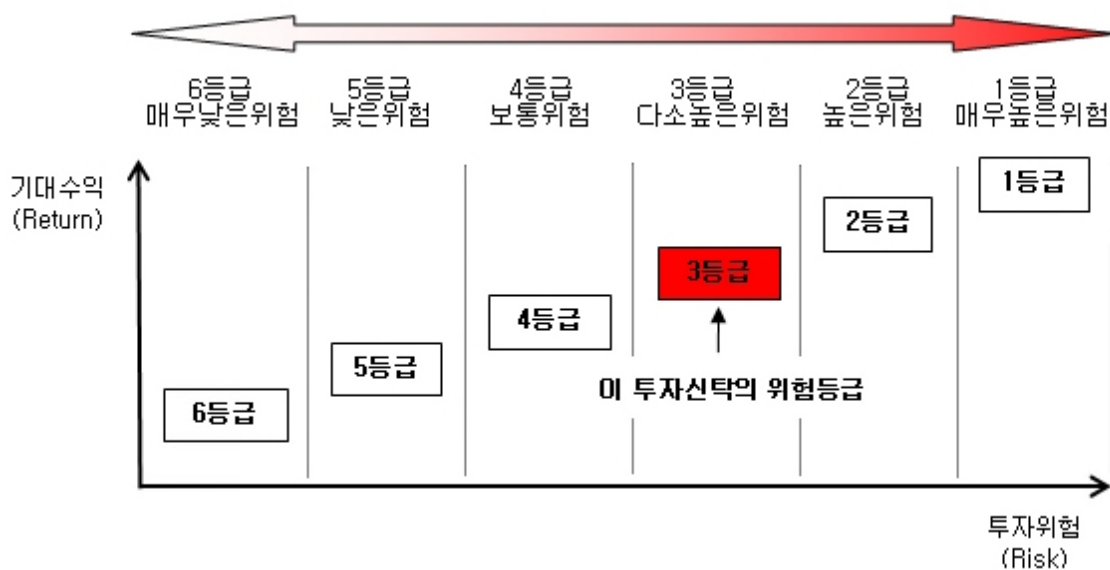 6등급
매우낮은위험
5등급
낮은위험
4등급
보통위험
3등급
다소높은위험
2등급
높은위험
1등급
매우높은위험
기대수익
(Return)
1등급
2등급
3등급
4등급
5등급
6등급
이 투자신탁의 위험등급
투자위험
(Risk)